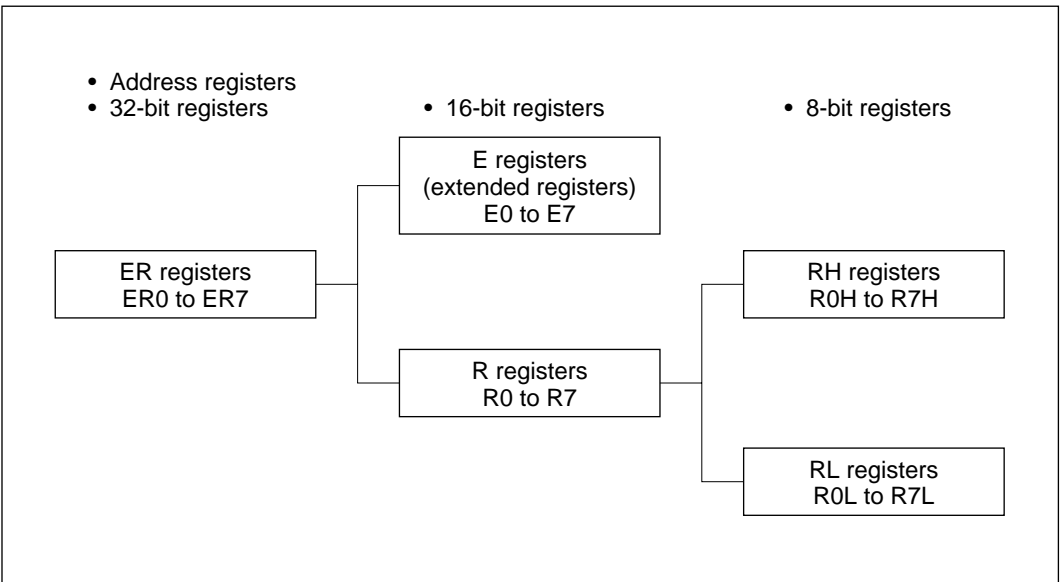 • Address registers
• 32-bit registers
• 16-bit registers
• 8-bit registers
E registers
(extended registers)
E0 to E7
ER registers
ER0 to ER7
RH registers
R0H to R7H
R registers
R0 to R7
RL registers
R0L to R7L